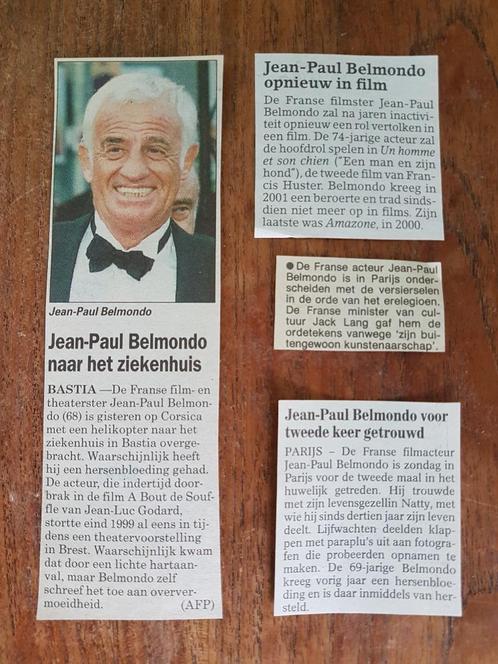 Jean-Paul Belmondo
Jean-Paul Belmondo
naar het ziekenhuis
BASTIA —De Franse film- en
theaterster Jean-Paul Belmon-
do (68) is gisteren op Corsica
met een helikopter naar het
ziekenhuis in Bastia overge-
bracht. Waarschijnlijk heeft
hij een hersenbloeding gehad.
De acteur, die indertijd door-
brak in de film A Bout de Souf-
fle van Jean-Luc Godard,
stortte eind 1999 al eens in tij-
dens een theatervoorstelling
in Brest. Waarschijnlijk kwam
dat door een lichte hartaan-
val, maar Belmondo zelf
schreef het toe aan overver-
moeidheid. (AFP)
Jean-Paul Belmondo
opnieuw in film
De Franse filmster Jean-Paul
Belmondo zal na jaren inactivi-
teit opnieuw een rol vertolken in
een film. De 74-jarige acteur zal
de hoofdrol spelen in Un homme
et son chien ("Een man en zijn
hond"), de tweede film van Fran-
cis Huster. Belmondo kreeg in
2001 een beroerte en trad sinds-
dien niet meer op in films. Zijn
laatste was Amazone, in 2000.
● De Franse acteur Jean-Paul
Belmondo is in Parijs onder-
scheiden met de versierselen
in de orde van het erelegioen.
De Franse minister van cul-
tuur Jack Lang gaf hem de
ordetekens vanwege 'zijn bui-
tengewoon kunstenaarschap'.
Jean-Paul Belmondo voor
tweede keer getrouwd
PARIJS – De Franse filmacteur
Jean-Paul Belmondo is zondag in
Parijs voor de tweede maal in het
huwelijk getreden. Hij trouwde
met zijn levensgezellin Natty, met
wie hij sinds dertien jaar zijn leven
deelt. Lijfwachten deelden klappen
met paraplu's uit aan fotogra-
fen die probeerden opnamen te
maken. De 69-jarige Belmondo
kreeg vorig jaar een hersenbloe-
ding en is daar inmiddels van her-
steld.